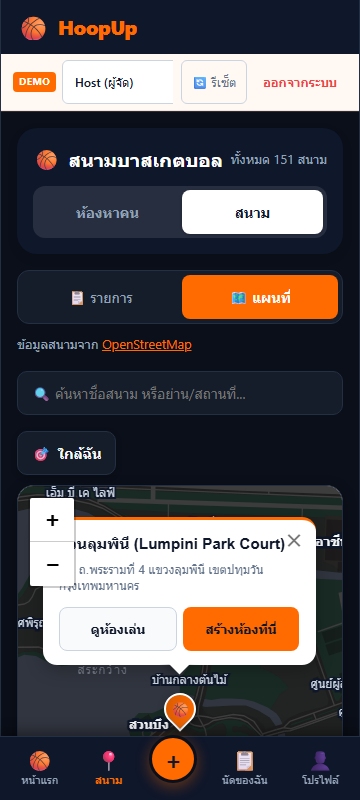 HoopUp
DEMO
Host (ผู้จัด)
รีเซ็ต
ออกจากระบบ
สนามบาสเกตบอล
ทั้งหมด 151 สนาม
ห้องหาคน
สนาม
รายการ
แผนที่
ข้อมูลสนามจาก OpenStreetMap
ค้นหาชื่อสนาม หรือย่าน/สถานที่...
ใกล้ฉัน
เอ็ม บี เค ไลฟ์
+
−
วนลุมพินี (Lumpini Park Court)
ถ.พระรามที่ 4 แขวงลุมพินี เขตปทุมวัน
กรุงเทพมหานคร
ดูห้องเล่น
สร้างห้องที่นี่
สระกว้าง
บ้านกลางต้นไม้
สวนบึง
+
หน้าแรก
สนาม
นัดของฉัน
โปรไฟล์